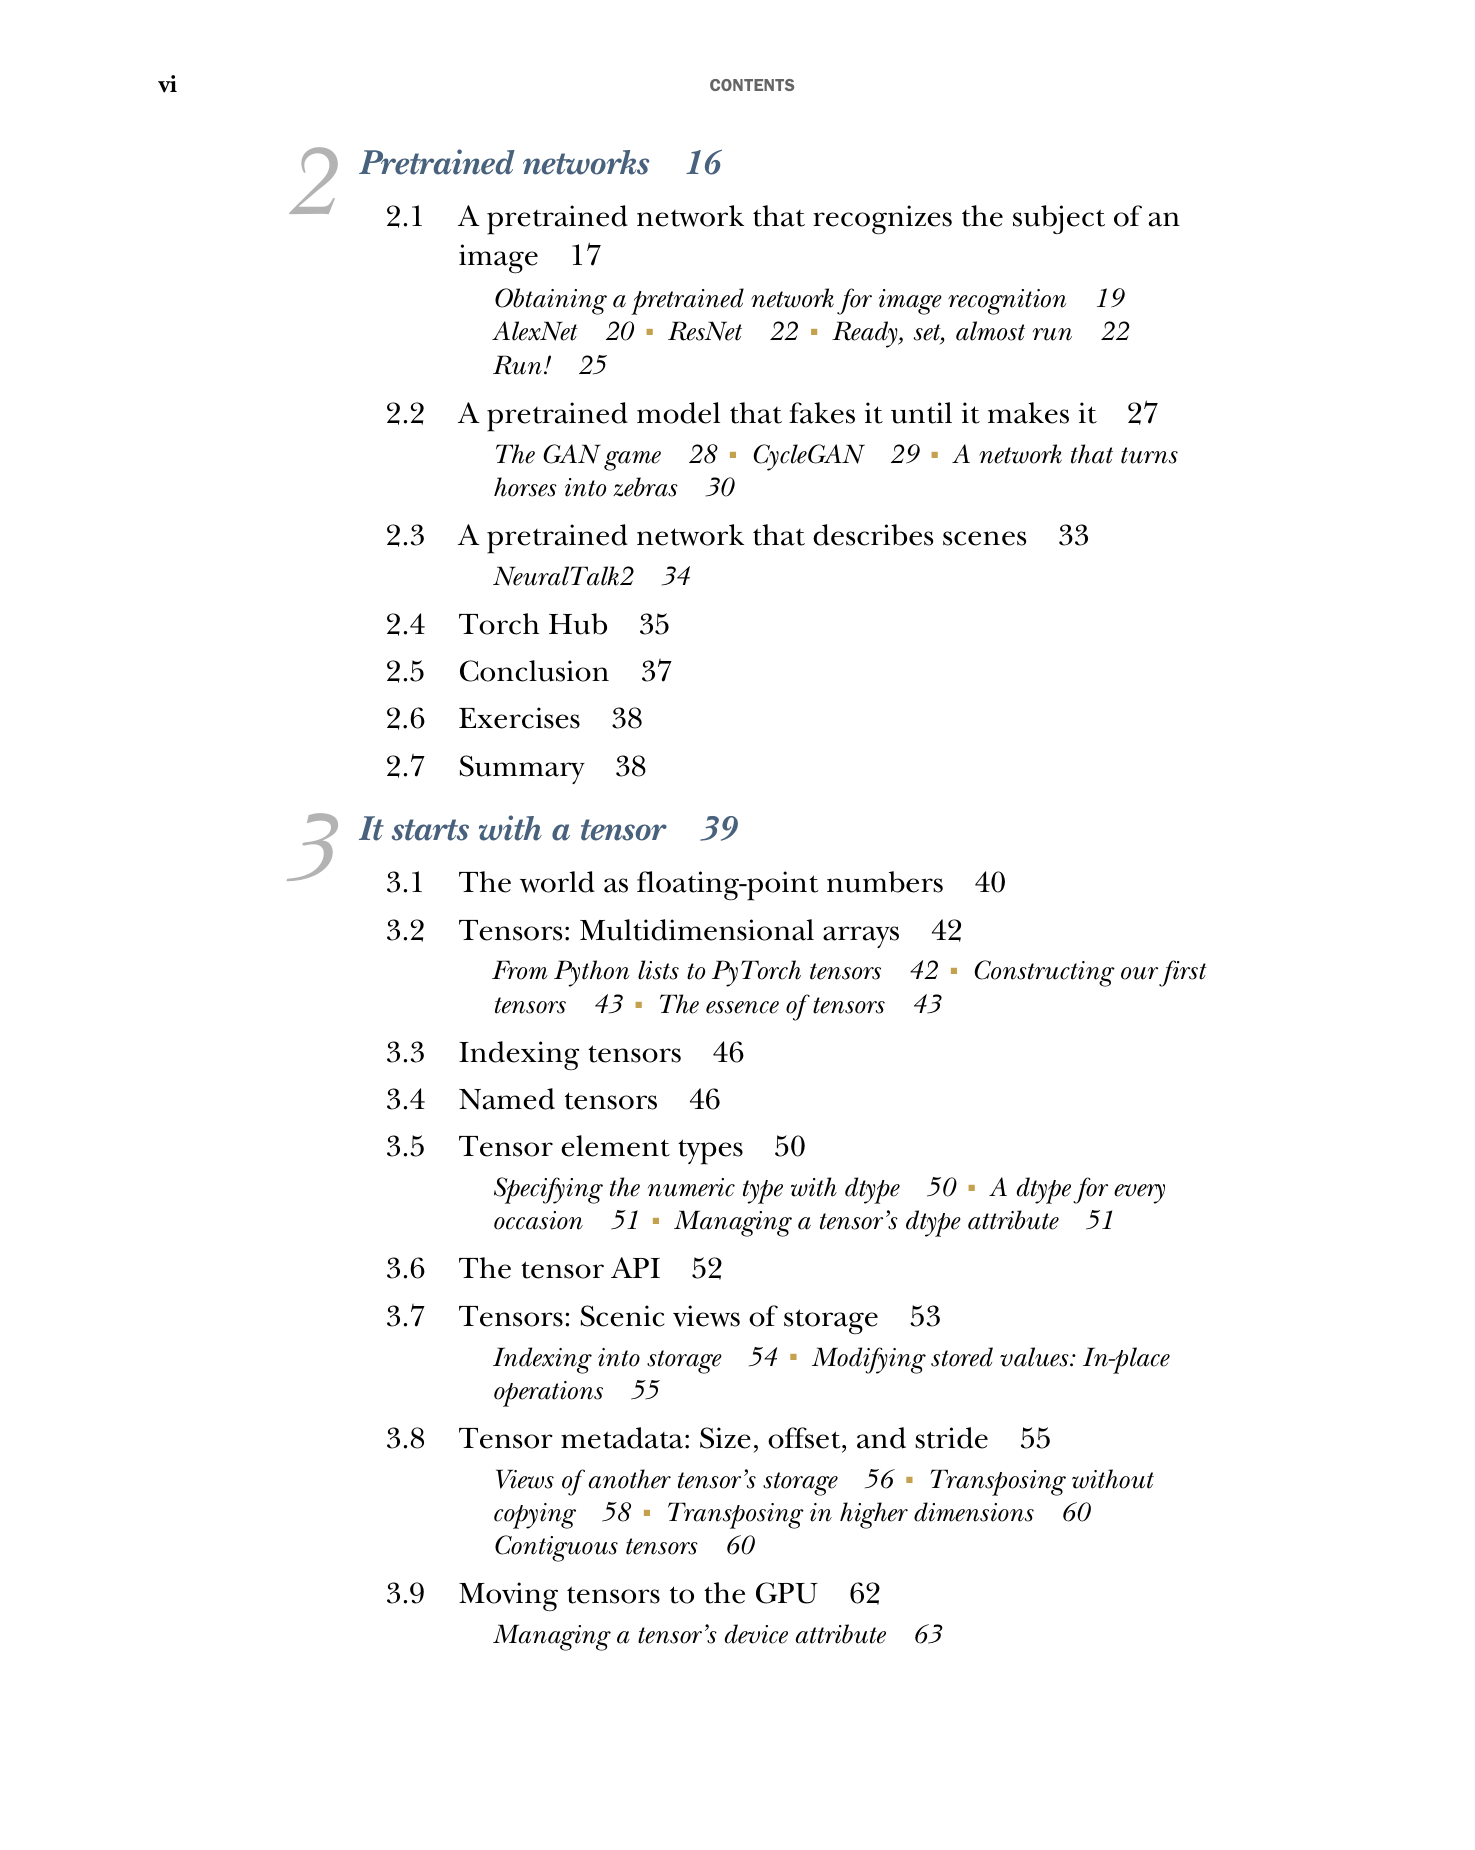 vi
CONTENTS
2 Pretrained networks 16
2.1 A pretrained network that recognizes the subject of an
image 17
Obtaining a pretrained network for image recognition 19
AlexNet 20 ▪ ResNet 22 ▪ Ready, set, almost run 22
Run! 25
2.2 A pretrained model that fakes it until it makes it 27
The GAN game 28 ▪ CycleGAN 29 ▪ A network that turns
horses into zebras 30
2.3 A pretrained network that describes scenes 33
NeuralTalk2 34
2.4 Torch Hub 35
2.5 Conclusion 37
2.6 Exercises 38
2.7 Summary 38
3 It starts with a tensor 39
3.1 The world as floating-point numbers 40
3.2 Tensors: Multidimensional arrays 42
From Python lists to PyTorch tensors 42 ▪ Constructing our first
tensors 43 ▪ The essence of tensors 43
3.3 Indexing tensors 46
3.4 Named tensors 46
3.5 Tensor element types 50
Specifying the numeric type with dtype 50 ▪ A dtype for every
occasion 51 ▪ Managing a tensor’s dtype attribute 51
3.6 The tensor API 52
3.7 Tensors: Scenic views of storage 53
Indexing into storage 54 ▪ Modifying stored values: In-place
operations 55
3.8 Tensor metadata: Size, offset, and stride 55
Views of another tensor’s storage 56 ▪ Transposing without
copying 58 ▪ Transposing in higher dimensions 60
Contiguous tensors 60
3.9 Moving tensors to the GPU 62
Managing a tensor’s device attribute 63